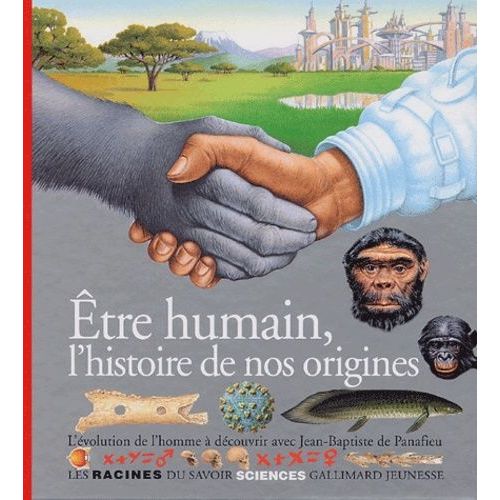 Être humain,
l'histoire de nos origines
L'évolution de l'homme à découvrir avec Jean-Baptiste de Panafieu
x+y=♂ x+x=♀
LES RACINES DU SAVOIR SCIENCES GALLIMARD JEUNESSE